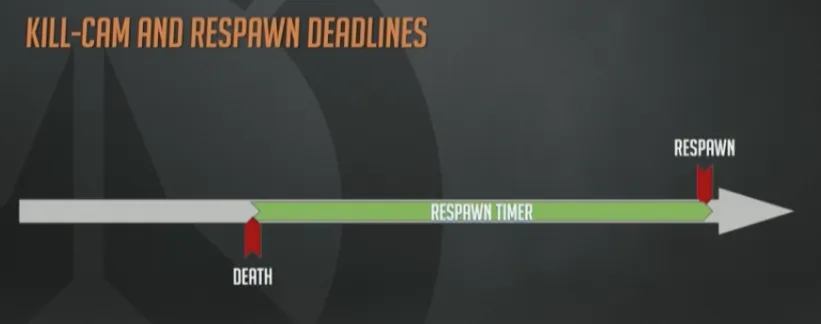 KILL-CAM AND RESPAWN DEADLINES
RESPAWN
RESPAWN TIMER
DEATH